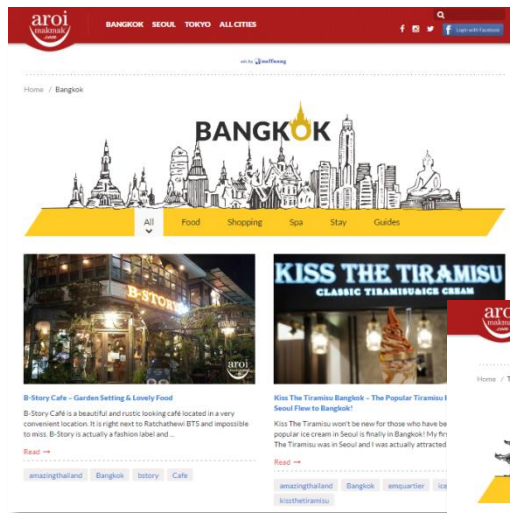 aroi
makmak
.com
BANGKOK SEOUL TOKYO ALL CITIES
Login with Facebook
Home / Bangkok
BANGKOK
All Food Shopping Spa Stay Guides
B-STORY
aroi
KISS THE TIRAMISU
CLASSIC TIRAMISU&ICE CREAM
B-Story Cafe – Garden Setting & Lovely Food
B-Story Café is a beautiful and rustic looking café located in a very
convenient location. It is right next to Ratchathewi BTS and impossible
to miss. B-Story is actually a fashion label and ...
Read →
amazingthailand Bangkok bstory Cafe
Kiss The Tiramisu Bangkok – The Popular Tiramisu
Seoul Flew to Bangkok!
Kiss The Tiramisu won't be new for those who have be
popular ice cream in Seoul is finally in Bangkok! My fir
The Tiramisu was in Seoul and I was actually attracted
Read →
amazingthailand Bangkok emquartier ice
kissthetiramisu
aroi
Home / T